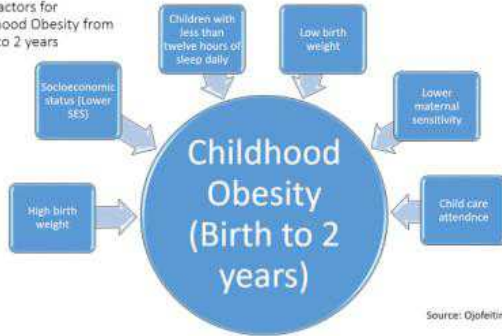 actors for
hood Obesity from
to 2 years
Children with
less than
twelve hours of
sleep daily
Low birth
weight
Socioeconomic
status (Lower
SES)
Lower
maternal
sensitivity
High birth
weight
Childhood
Obesity
(Birth to 2
years)
Child care
attendnce
Source: Ojofeitim